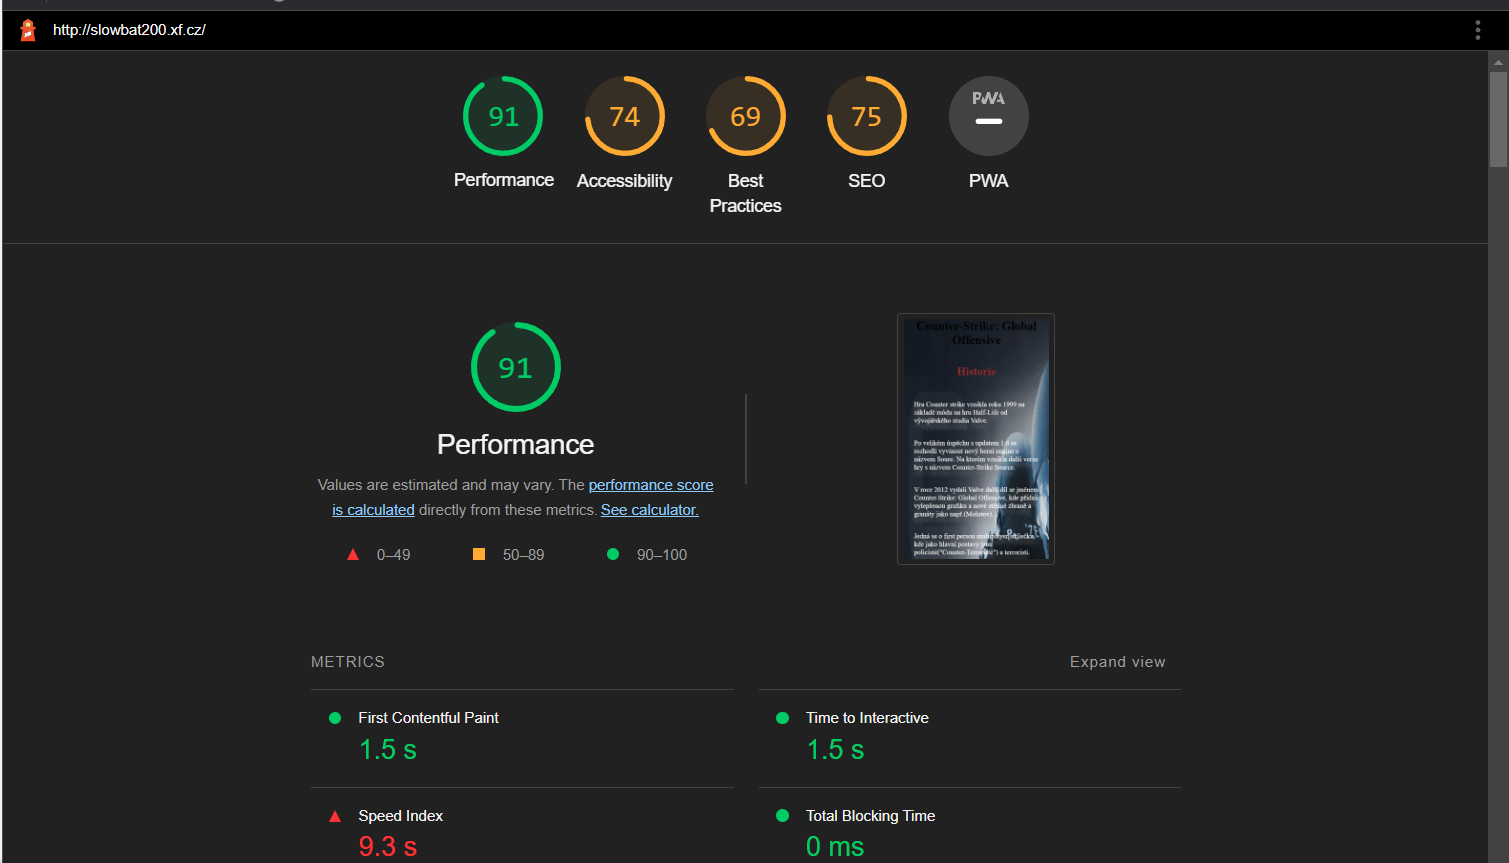 http://slowbat200.xf.cz/
91
74
69
75
PWA
Performance
Accessibility
Best
Practices
SEO
PWA
91
Performance
Values are estimated and may vary. The performance score
is calculated directly from these metrics. See calculator.
0–49
50–89
90–100
Counter-Strike: Global
Offensive
Historie
Hra Counter strike vznikla roku 1999 na
základě módu na hru Half-Life od
vývojářského studia Valve.
Po velikém úspěchu s updatem 1.6 se
rozhodli vyvinout nový herní engine s
názvem Soure. Na kterém vznikla další verze
hry s názvem Counter-Strike Source.
V roce 2012 vydali Valve další díl se jménem
Counter-Strike: Global Offensive, kde přidali
vylepšenou grafiku a nové střelné zbraně a
granáty jako např.(Molotov).
Jedná se o first person multiplayer střílečku,
kde jako hlavní postavy jsou
policisti("Counter-Terroristé") a terroristi.
METRICS
Expand view
First Contentful Paint
1.5 s
Time to Interactive
1.5 s
Speed Index
9.3 s
Total Blocking Time
0 ms